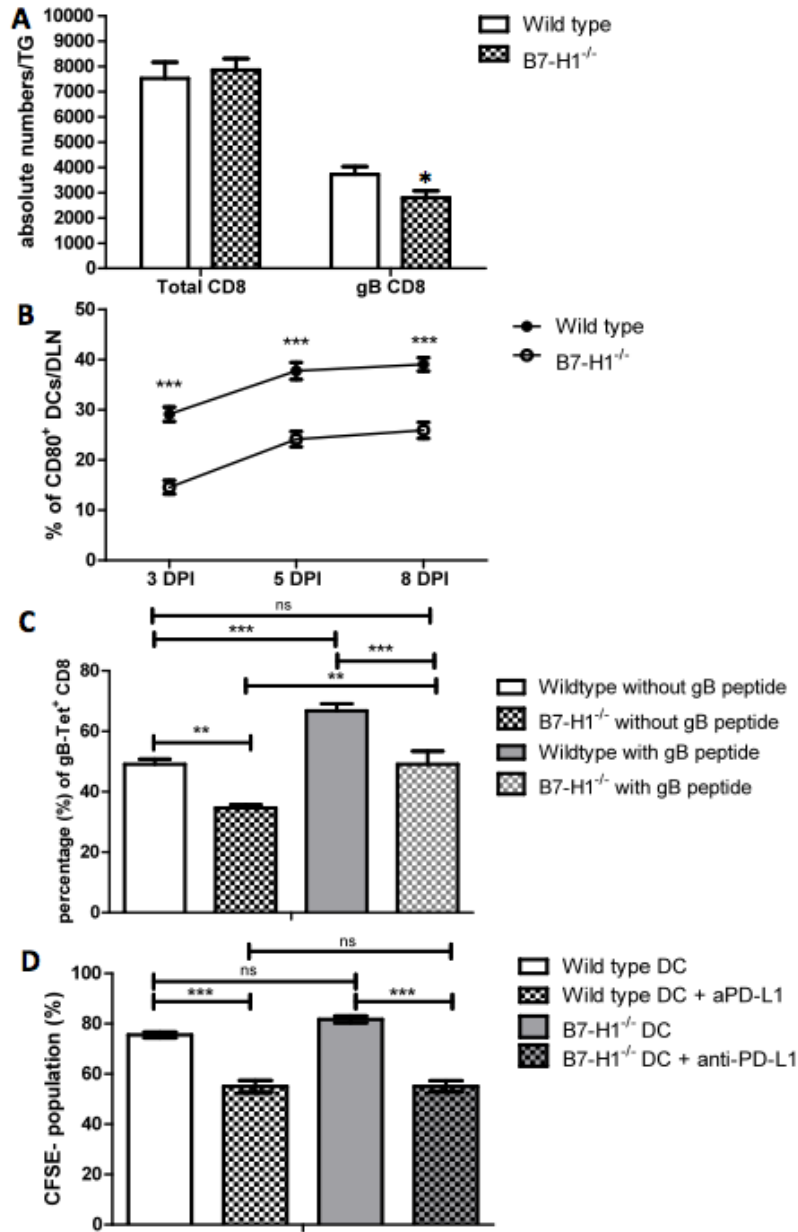 A
absolute numbers/TG
10000
9000
8000
7000
6000
5000
4000
3000
2000
1000
0
*
Total CD8
gB CD8
Wild type
B7-H1-/-
B
% of CD80+ DCs/DLN
50
40
30
20
10
0
***
***
***
3 DPI
5 DPI
8 DPI
Wild type
B7-H1-/-
C
percentage (%) of gB-Tet+ CD8
80
60
40
20
0
ns
***
***
**
**
Wildtype without gB peptide
B7-H1-/- without gB peptide
Wildtype with gB peptide
B7-H1-/- with gB peptide
D
CFSE- population (%)
100
80
60
40
20
0
ns
ns
***
***
Wild type DC
Wild type DC + aPD-L1
B7-H1-/- DC
B7-H1-/- DC + anti-PD-L1